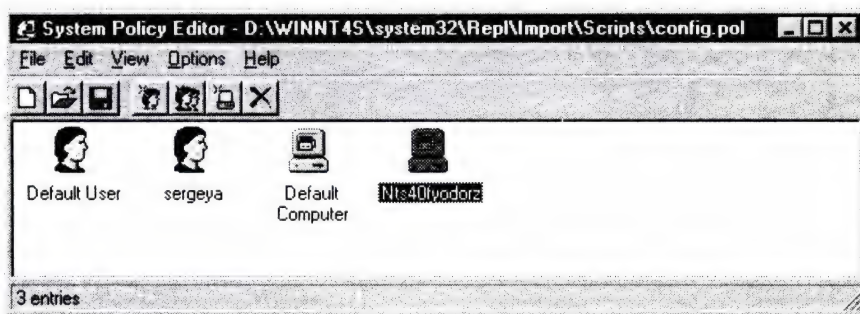 System Policy Editor - D:\WINNT4S\system32\Repl\Import\Scripts\config.pol
File Edit View Options Help
Default User
sergeya
Default
Computer
Nts40fyodorz
3 entries